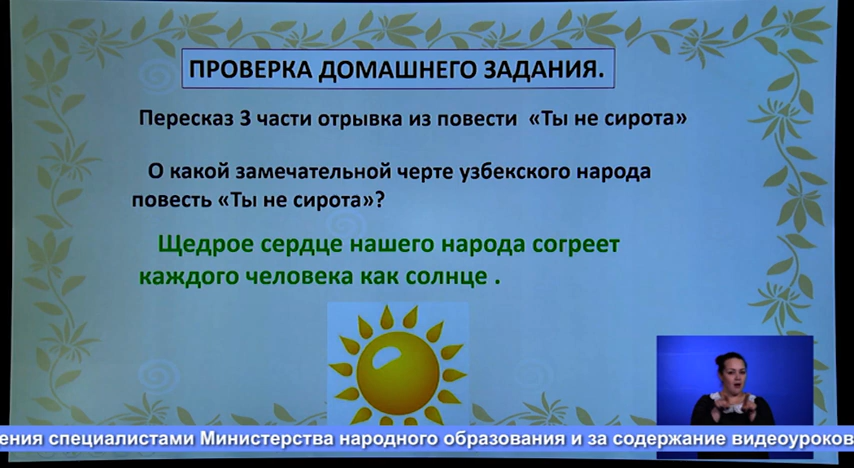 ПРОВЕРКА ДОМАШНЕГО ЗАДАНИЯ.
Пересказ 3 части отрывка из повести «Ты не сирота»
О какой замечательной черте узбекского народа
повесть «Ты не сирота»?
Щедрое сердце нашего народа согреет
каждого человека как солнце .
ения специалистами Министерства народного образования и за содержание видеоуроков